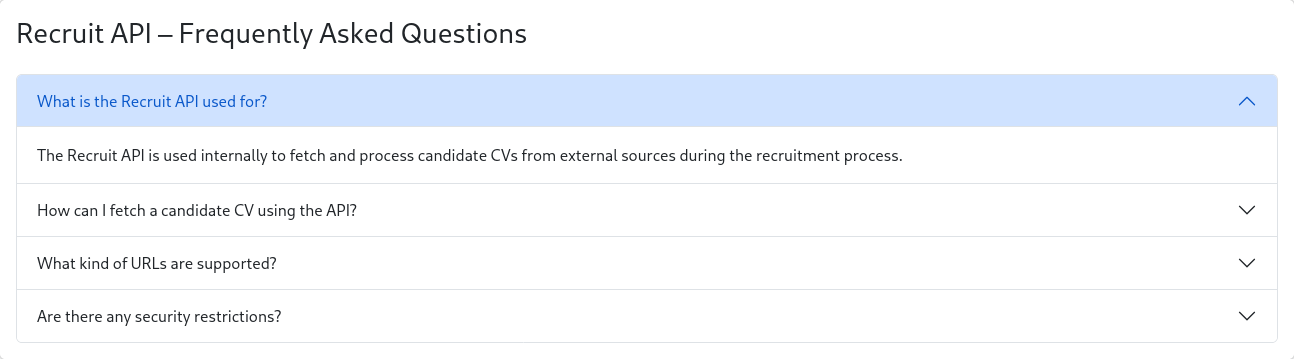 Recruit API – Frequently Asked Questions
What is the Recruit API used for?
The Recruit API is used internally to fetch and process candidate CVs from external sources during the recruitment process.
How can I fetch a candidate CV using the API?
What kind of URLs are supported?
Are there any security restrictions?